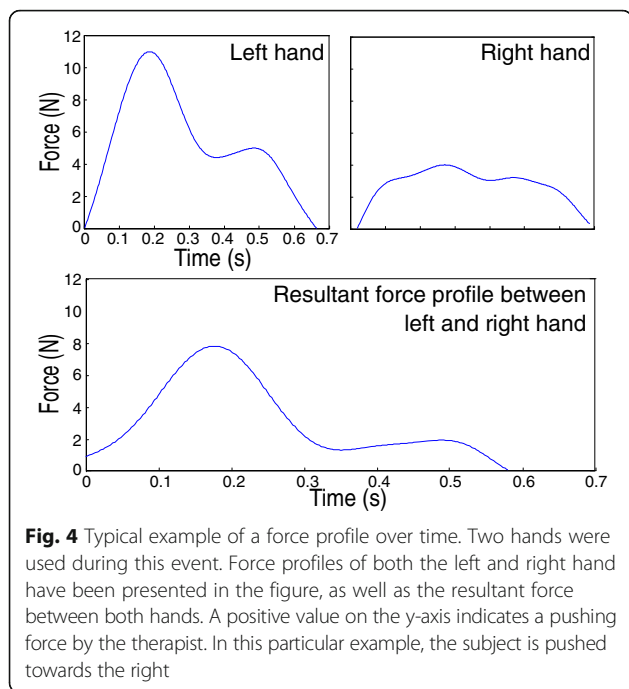 Left hand
Right hand
Force (N)
12
10
8
6
4
2
0
0 0.1 0.2 0.3 0.4 0.5 0.6 0.7
Time (s)
Resultant force profile between
left and right hand
Force (N)
12
10
8
6
4
2
0
0 0.1 0.2 0.3 0.4 0.5 0.7
Time (s)
Fig. 4 Typical example of a force profile over time. Two hands were
used during this event. Force profiles of both the left and right hand
have been presented in the figure, as well as the resultant force
between both hands. A positive value on the y-axis indicates a pushing
force by the therapist. In this particular example, the subject is pushed
towards the right